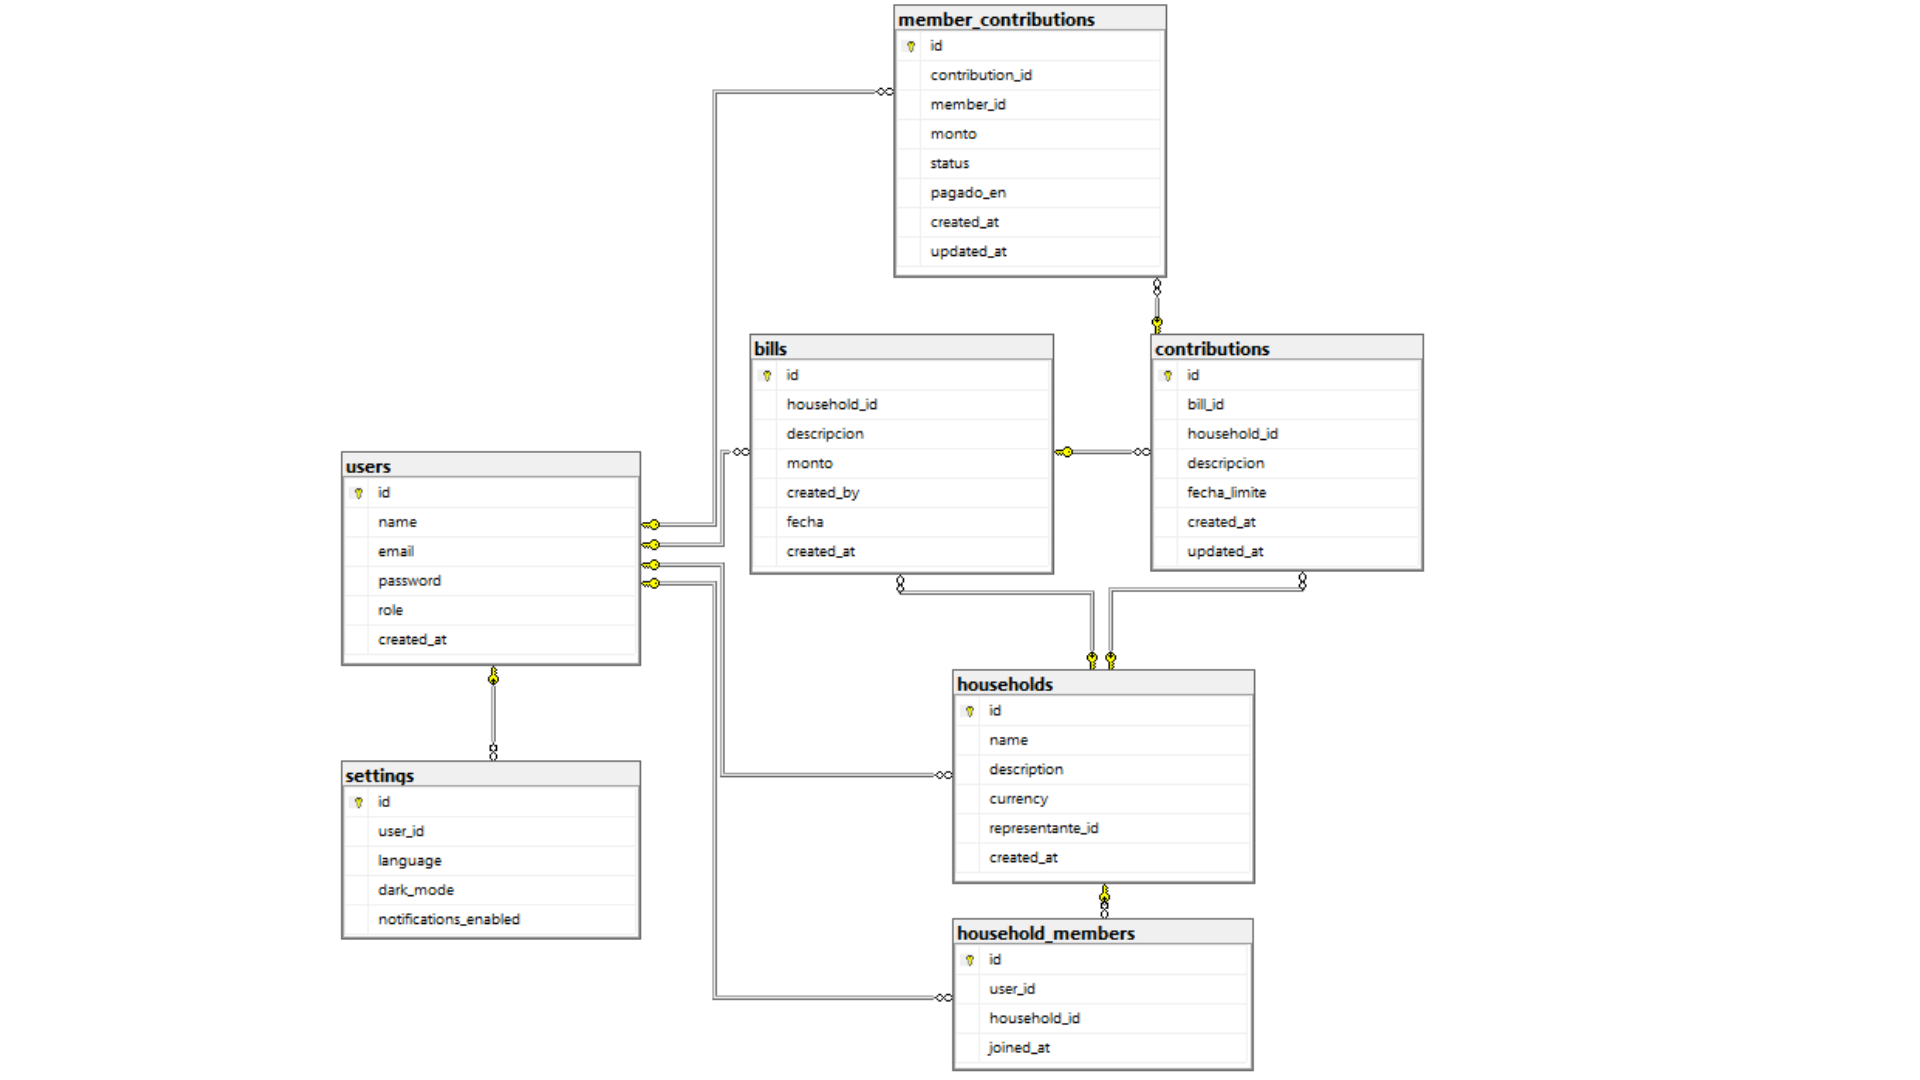 member_contributions
id
contribution_id
member_id
monto
status
pagado_en
created_at
updated_at
bills
id
household_id
descripcion
monto
created_by
fecha
created_at
contributions
id
bill_id
household_id
descripcion
fecha_limite
created_at
updated_at
users
id
name
email
password
role
created_at
settings
id
user_id
language
dark_mode
notifications_enabled
households
id
name
description
currency
representante_id
created_at
household_members
id
user_id
household_id
joined_at